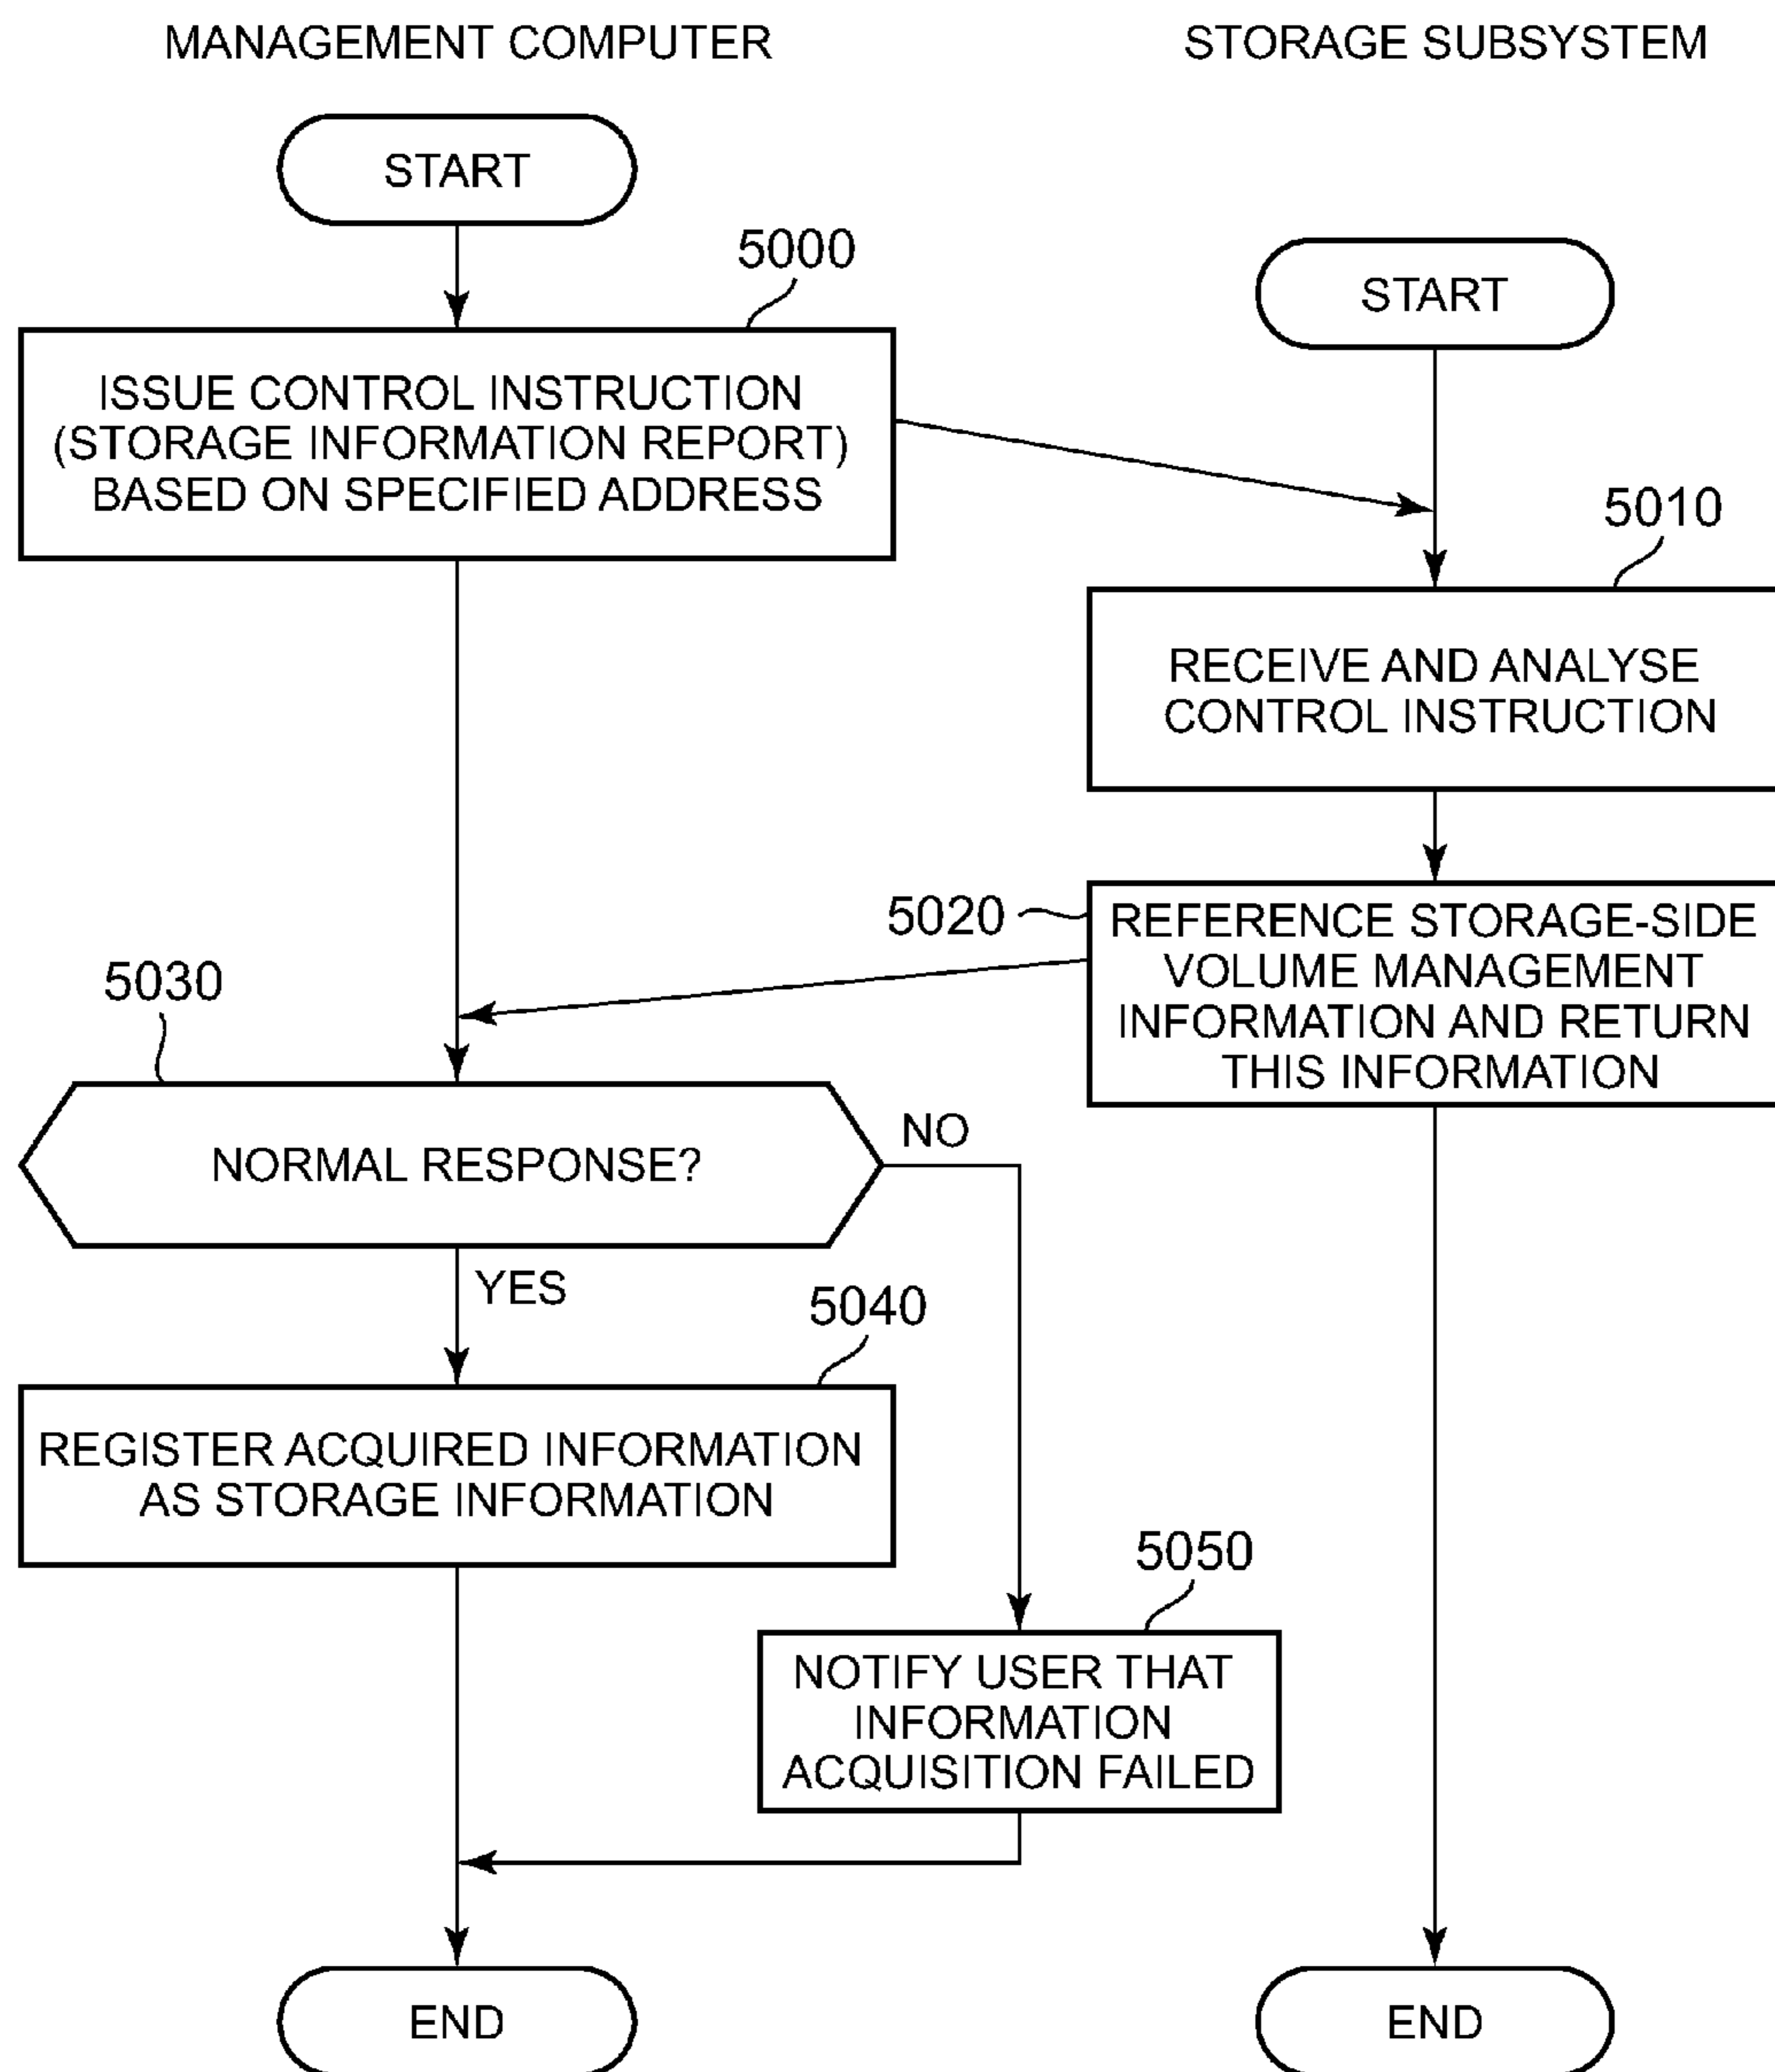 MANAGEMENT COMPUTER
STORAGE SUBSYSTEM
START
5000
START
ISSUE CONTROL INSTRUCTION
(STORAGE INFORMATION REPORT)
BASED ON SPECIFIED ADDRESS
5010
RECEIVE AND ANALYSE
CONTROL INSTRUCTION
5020
REFERENCE STORAGE-SIDE
VOLUME MANAGEMENT
INFORMATION AND RETURN
THIS INFORMATION
5030
NORMAL RESPONSE?
NO
YES
5040
REGISTER ACQUIRED INFORMATION
AS STORAGE INFORMATION
5050
NOTIFY USER THAT
INFORMATION
ACQUISITION FAILED
END
END